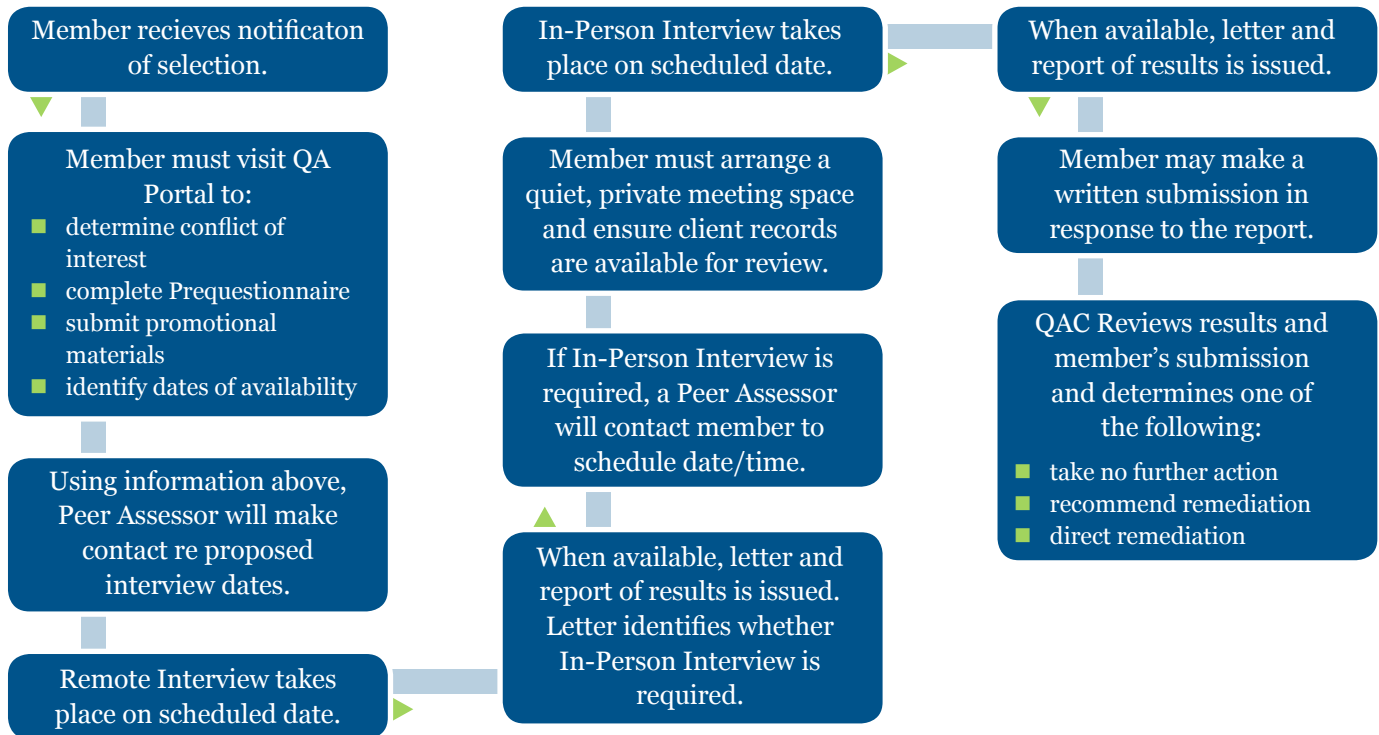 Member recieves notificaton
of selection.
Member must visit QA
Portal to:
determine conflict of
interest
complete Prequestionnaire
submit promotional
materials
identify dates of availability
Using information above,
Peer Assessor will make
contact re proposed
interview dates.
Remote Interview takes
place on scheduled date.
When available, letter and
report of results is issued.
Letter identifies whether
In-Person Interview is
required.
If In-Person Interview is
required, a Peer Assessor
will contact member to
schedule date/time.
Member must arrange a
quiet, private meeting space
and ensure client records
are available for review.
In-Person Interview takes
place on scheduled date.
When available, letter and
report of results is issued.
Member may make a
written submission in
response to the report.
QAC Reviews results and
member’s submission
and determines one of
the following:
take no further action
recommend remediation
direct remediation